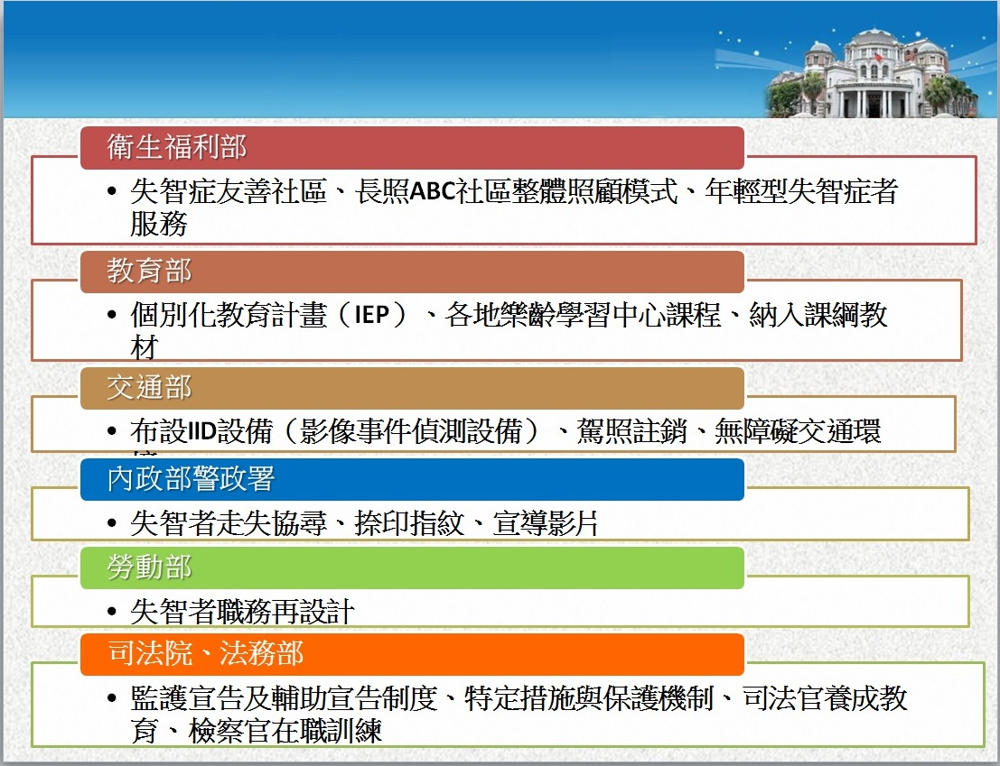 衛生福利部
• 失智症友善社區、長照ABC社區整體照顧模式、年輕型失智症者
服務
教育部
• 個別化教育計畫（IEP）、各地樂齡學習中心課程、納入課綱教
材
交通部
• 布設IID設備（影像事件偵測設備）、駕照註銷、無障礙交通環
內政部警政署
• 失智者走失協尋、捺印指紋、宣導影片
勞動部
• 失智者職務再設計
司法院、法務部
• 監護宣告及輔助宣告制度、特定措施與保護機制、司法官養成教
育、檢察官在職訓練